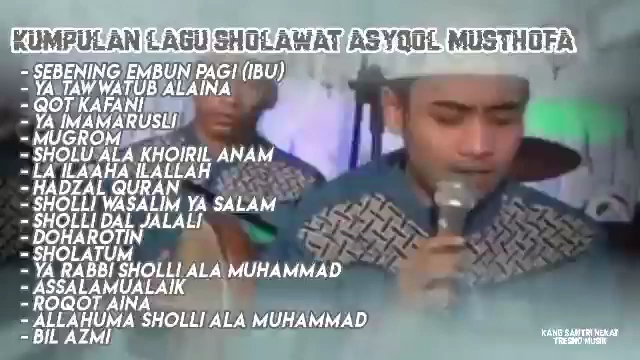 KUMPULAN LAGU SHOLAWAT ASYQOL MUSTHOFA
- SEBENING EMBUN PAGI (IBU)
- YA TAWWATUB ALAINA
- QOT KAFANI
- YA IMAMARUSLI
- MUGROM
- SHOLU ALA KHOIRIL ANAM
- LA ILAAHA ILALLAH
- HADZAL QURAN
- SHOLLI WASALIM YA SALAM
- SHOLLI DAL JALALI
- DOHAROTIN
- SHOLATUM
- YA RABBI SHOLLI ALA MUHAMMAD
- ASSALAMUALAIK
- ROQOT AINA
- ALLAHUMA SHOLLI ALA MUHAMMAD
- BIL AZMI
KANG SANTRI NEKAT
TRESNO MUSIK